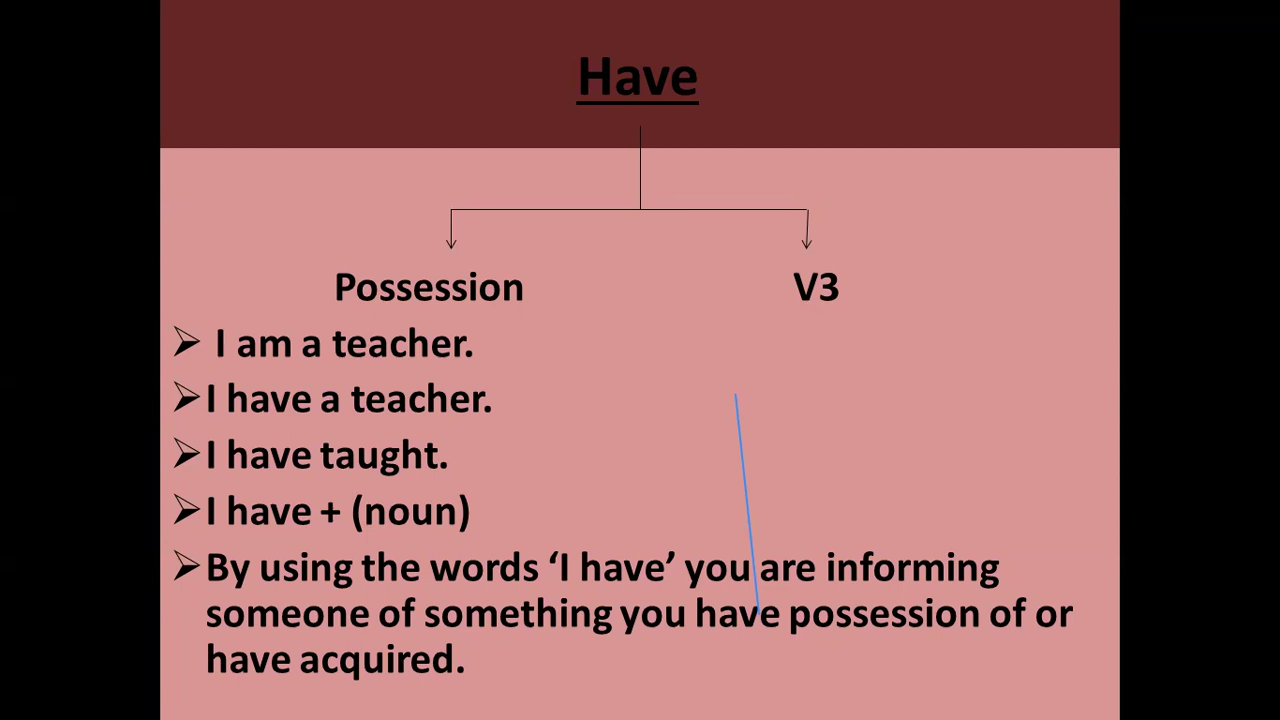 Have
Possession V3
I am a teacher.
I have a teacher.
I have taught.
I have + (noun)
By using the words ‘I have’ you are informing
someone of something you have possession of or
have acquired.